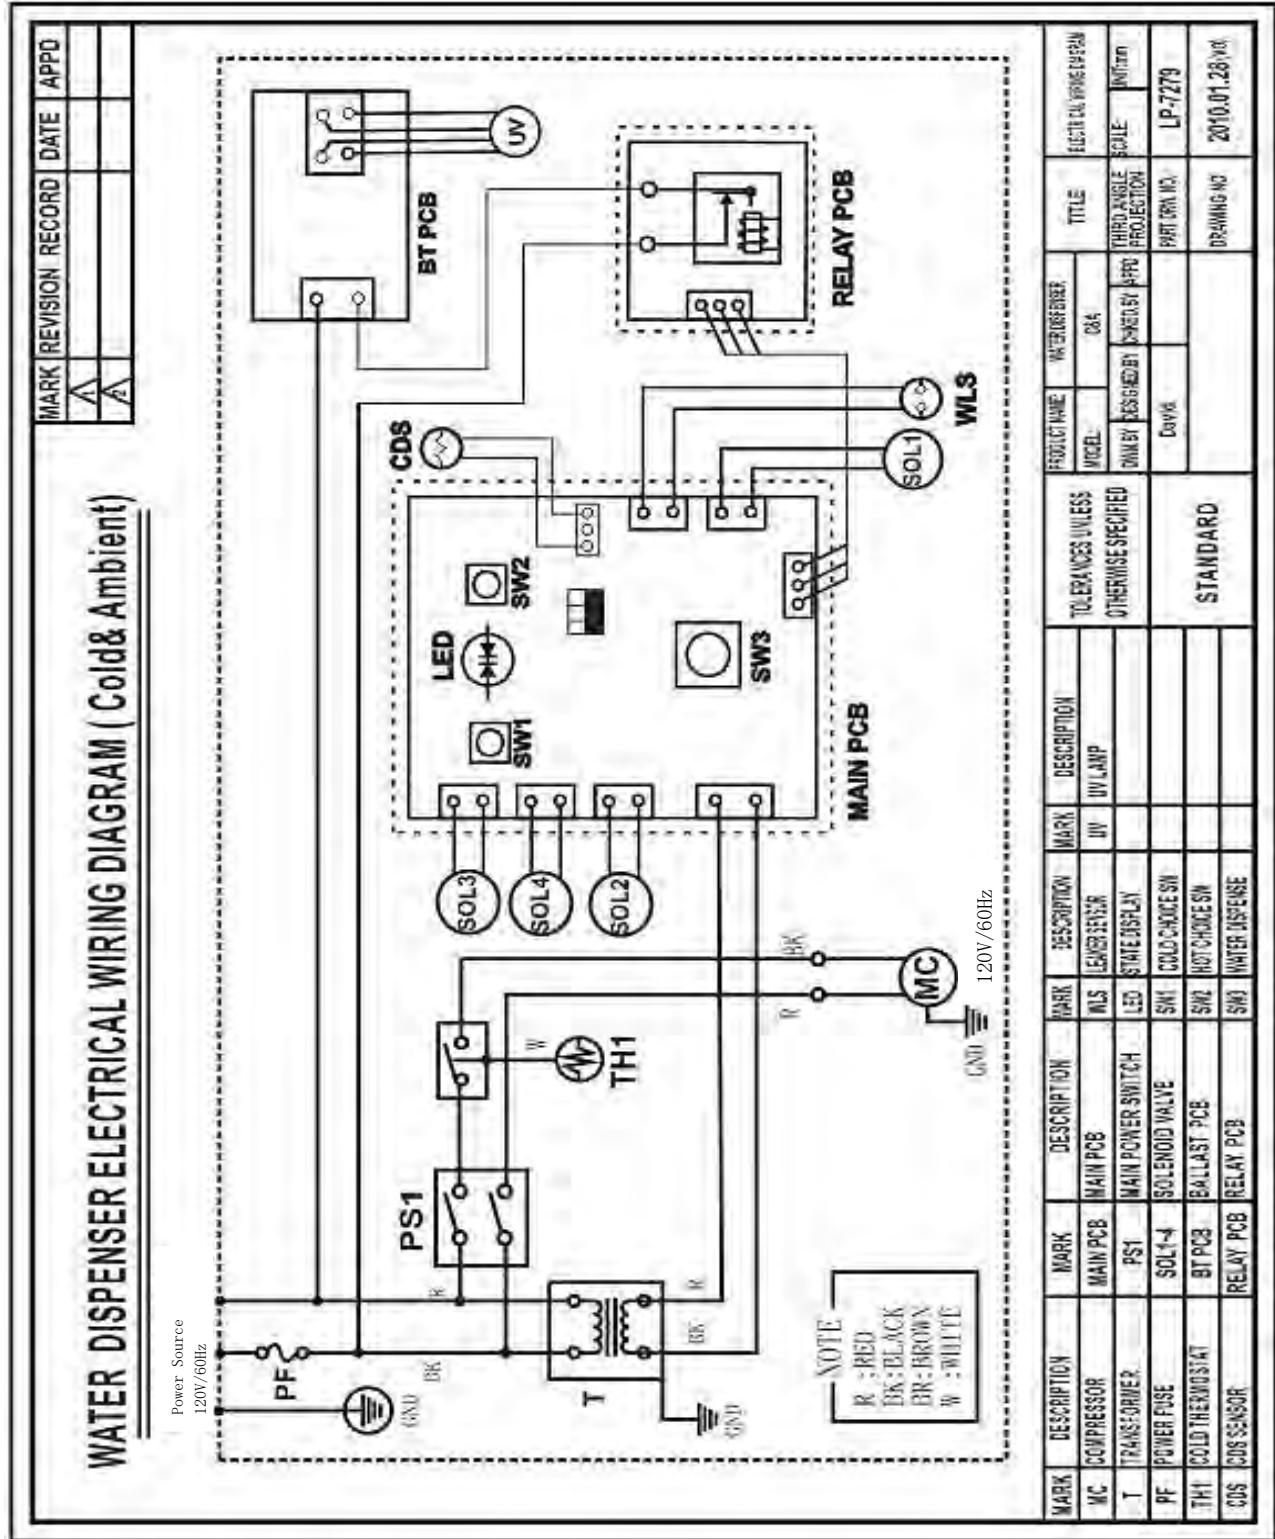 WATER DISPENSER ELECTRICAL WIRING DIAGRAM ( Cold& Ambient)
MARK REVISION RECORD DATE APPD
1
2
Power Source
120V/60Hz
PF
GND
BK
R
PS1
T
GND
BK
R
TH1
W
R
BK
MC
GND
120V/60Hz
SOL3
SOL4
SOL2
MAIN PCB
SW1
LED
SW2
SW3
CDS
SOL1
WLS
BT PCB
UV
RELAY PCB
NOTE
R :RED
BK:BLACK
BR:BROWN
W :WHITE
MARK DESCRIPTION MARK DESCRIPTION MARK DESCRIPTION MARK DESCRIPTION
MC COMPRESSOR MAIN PCB MAIN PCB WLS UV UV LAMP
T TRANSFORMER PS1 MAIN POWER SWITCH LED STATE DISPLAY
PF POWER FUSE SOL1-4 SOLENOID VALVE SW1 COLD CHOICE SW
TH1 COLD THERMOSTAT BT PCB BALLAST PCB SW2 HOT CHOICE SW
CDS CDS SENSOR RELAY PCB RELAY PCB SW3 WATER DISPENSE
TOLERANCES UNLESS
OTHERWISE SPECIFIED
STANDARD
PRODUCT NAME WATER DISPENSER
MODEL: C&A
DWN.BY DESIGNED.BY CHKED.BY APPD
David
TITLE ELECTRICAL WIRING DIAGRAM
THIRD ANGLE
PROJECTION
SCALE UNIT:mm
PART DRN. NO. LP-7279
DRAWING NO